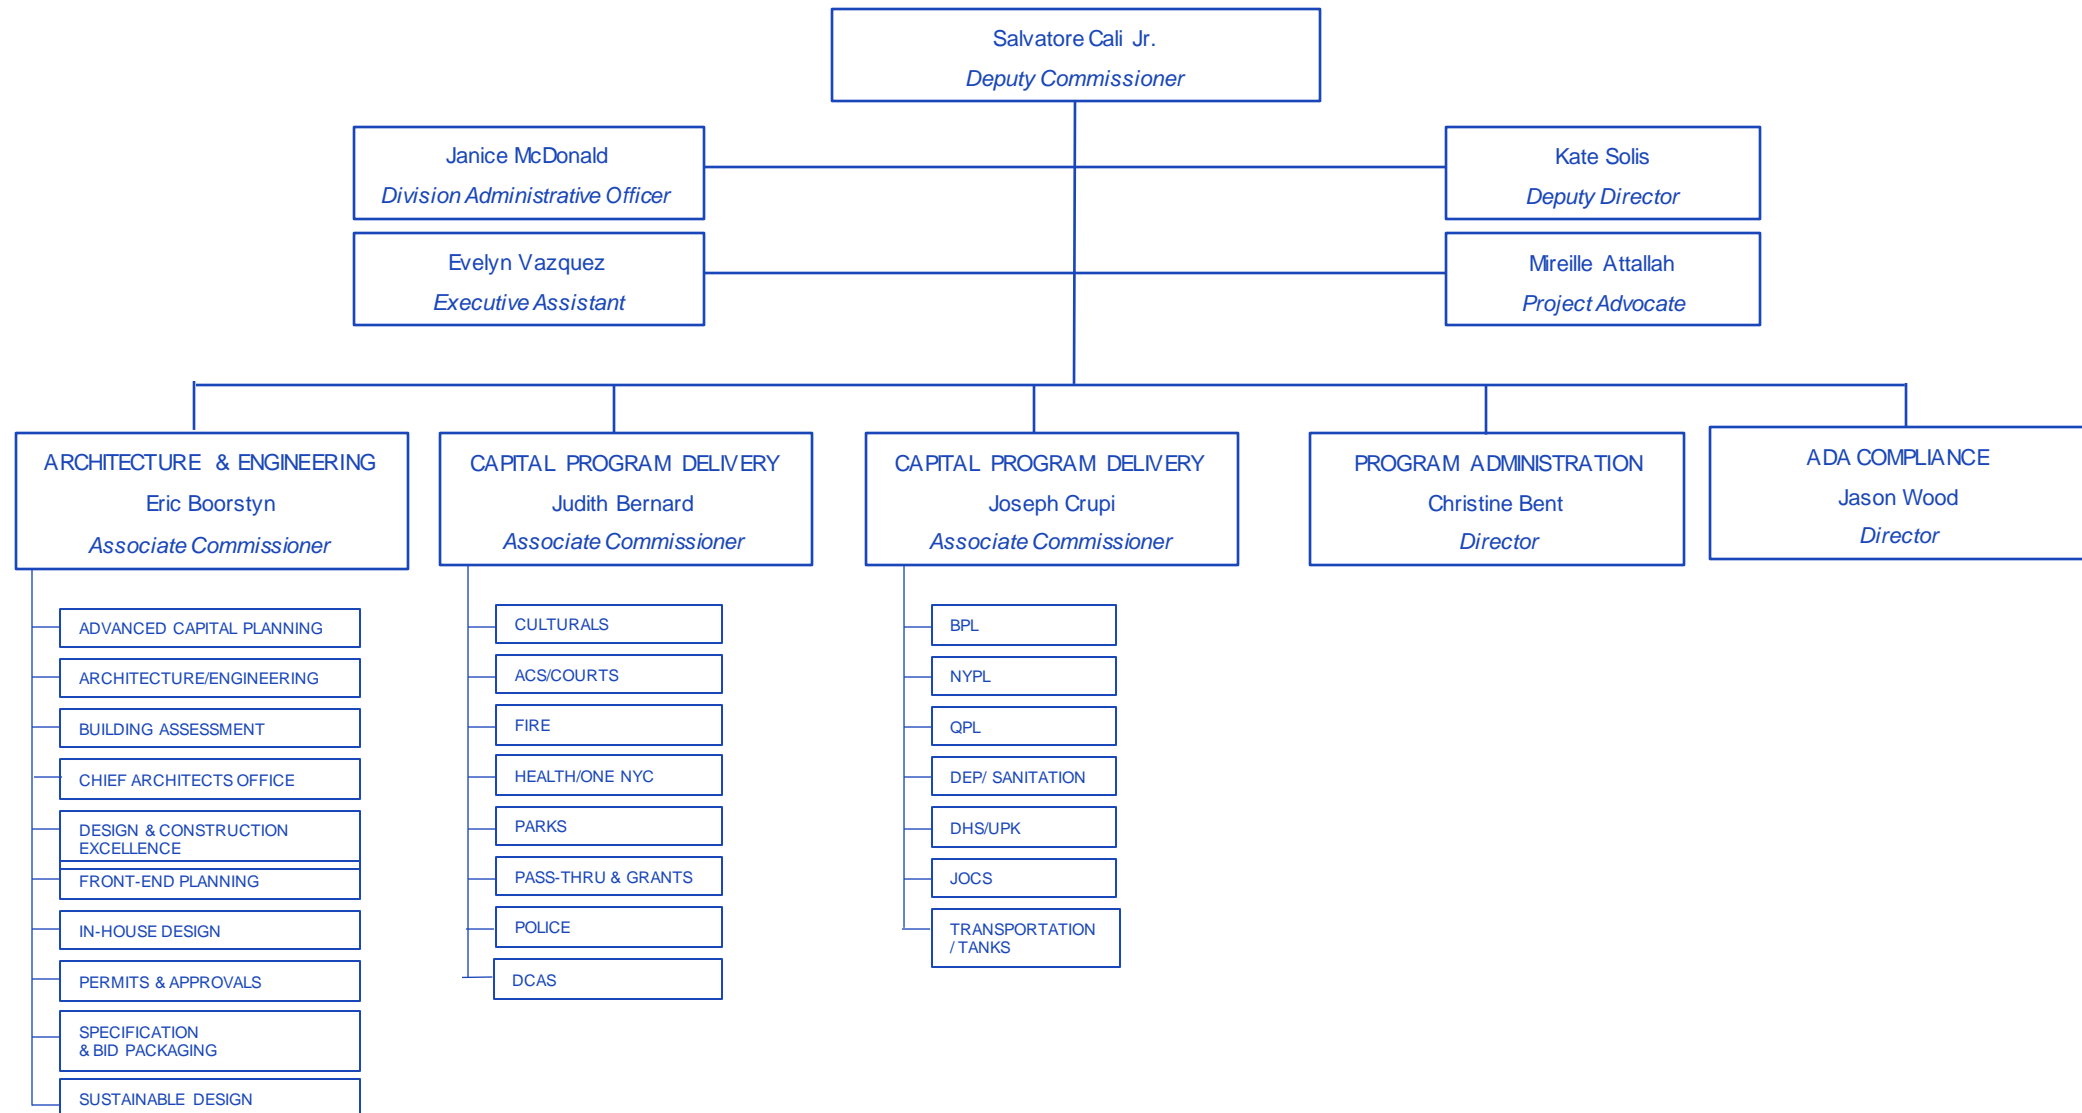 Salvatore Cali Jr.
Deputy Commissioner
Janice McDonald
Division Administrative Officer
Kate Solis
Deputy Director
Evelyn Vazquez
Executive Assistant
Mireille Attallah
Project Advocate
ARCHITECTURE & ENGINEERING
Eric Boorstyn
Associate Commissioner
CAPITAL PROGRAM DELIVERY
Judith Bernard
Associate Commissioner
CAPITAL PROGRAM DELIVERY
Joseph Crupi
Associate Commissioner
PROGRAM ADMINISTRATION
Christine Bent
Director
ADA COMPLIANCE
Jason Wood
Director
ADVANCED CAPITAL PLANNING
ARCHITECTURE/ENGINEERING
BUILDING ASSESSMENT
CHIEF ARCHITECTS OFFICE
DESIGN & CONSTRUCTION
EXCELLENCE
FRONT-END PLANNING
IN-HOUSE DESIGN
PERMITS & APPROVALS
SPECIFICATION
& BID PACKAGING
SUSTAINABLE DESIGN
CULTURALS
ACS/COURTS
FIRE
HEALTH/ONE NYC
PARKS
PASS-THRU & GRANTS
POLICE
DCAS
BPL
NYPL
QPL
DEP/ SANITATION
DHS/UPK
JOCS
TRANSPORTATION
/ TANKS